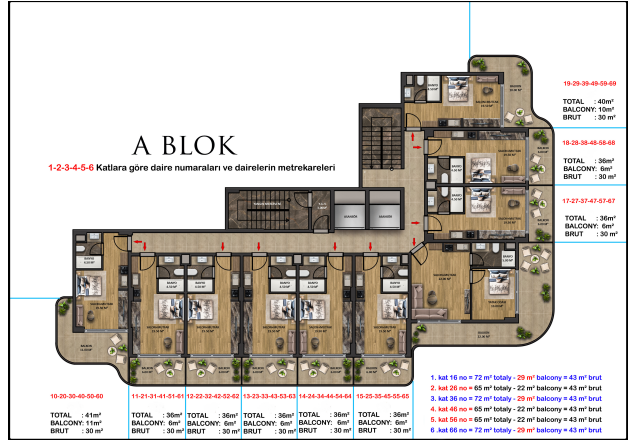 A BLOK
1-2-3-4-5-6 Katlara göre daire numaraları ve dairelerin metrekareleri
19-29-39-49-59-69
TOTAL : 40m²
BALCONY: 10m²
BRUT : 30 m²
18-28-38-48-58-68
TOTAL : 36m²
BALCONY: 6m²
BRUT : 30 m²
17-27-37-47-57-67
TOTAL : 36m²
BALCONY: 6m²
BRUT : 30 m²
10-20-30-40-50-60
TOTAL : 41m²
BALCONY: 11m²
BRUT : 30 m²
11-21-31-41-51-61
TOTAL : 36m²
BALCONY: 6m²
BRUT : 30 m²
12-22-32-42-52-62
TOTAL : 36m²
BALCONY: 6m²
BRUT : 30 m²
13-23-33-43-53-63
TOTAL : 36m²
BALCONY: 6m²
BRUT : 30 m²
14-24-34-44-54-64
TOTAL : 36m²
BALCONY: 6m²
BRUT : 30 m²
15-25-35-45-55-65
TOTAL : 36m²
BALCONY: 6m²
BRUT : 30 m²
1. kat 16 no = 72 m² totaly - 29 m² balcony = 43 m² brut
2. kat 26 no = 65 m² totaly - 22 m² balcony = 43 m² brut
3. kat 36 no = 72 m² totaly - 29 m² balcony = 43 m² brut
4. kat 46 no = 65 m² totaly - 22 m² balcony = 43 m² brut
5. kat 56 no = 65 m² totaly - 22 m² balcony = 43 m² brut
6. kat 66 no = 72 m² totaly - 29 m² balcony = 43 m² brut